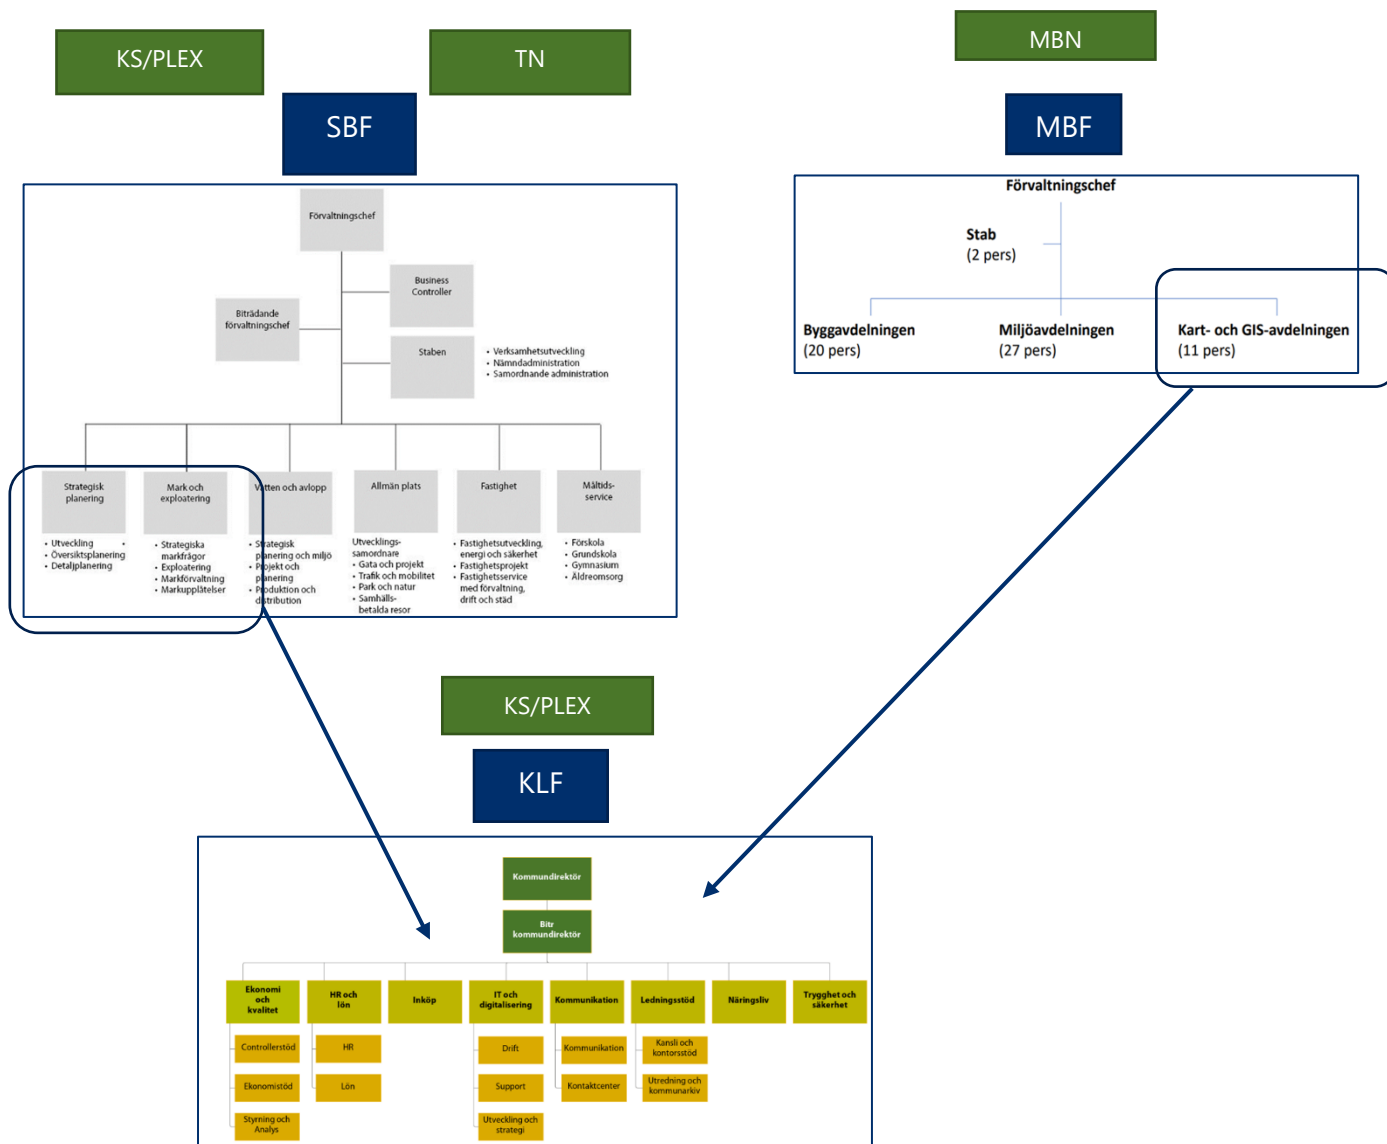 KS/PLEX
TN
MBN
SBF
MBF
Förvaltningschef
Business
Controller
Biträdande
förvaltningschef
Staben
• Verksamhetsutveckling
• Nämndadministration
• Samordnande administration
Strategisk
planering
• Utveckling •
• Översiktsplanering
• Detaljplanering
Mark och
exploatering
• Strategiska
markfrågor
• Exploatering
• Markförvaltning
• Markupplåtelser
Vatten och avlopp
• Strategisk
planering och miljö
• Projekt och
planering
• Produktion och
distribution
Allmän plats
Utvecklings-
samordnare
• Gata och projekt
• Trafik och mobilitet
• Park och natur
• Samhälls-
betalda resor
Fastighet
• Fastighetsutveckling,
energi och säkerhet
• Fastighetsprojekt
• Fastighetsservice
med förvaltning,
drift och städ
Måltids-
service
• Förskola
• Grundskola
• Gymnasium
• Äldreomsorg
Förvaltningschef
Stab
(2 pers)
Byggavdelningen
(20 pers)
Miljöavdelningen
(27 pers)
Kart- och GIS-avdelningen
(11 pers)
KS/PLEX
KLF
Kommundirektör
Bitr
kommundirektör
Ekonomi
och
kvalitet
Controllerstöd
Ekonomistöd
Styrning och
Analys
HR och
lön
HR
Lön
Inköp
IT och
digitalisering
Drift
Support
Utveckling och
strategi
Kommunikation
Kommunikation
Kontaktcenter
Ledningsstöd
Kansli och
kontorsstöd
Utredning och
kommunarkiv
Näringsliv
Trygghet och
säkerhet